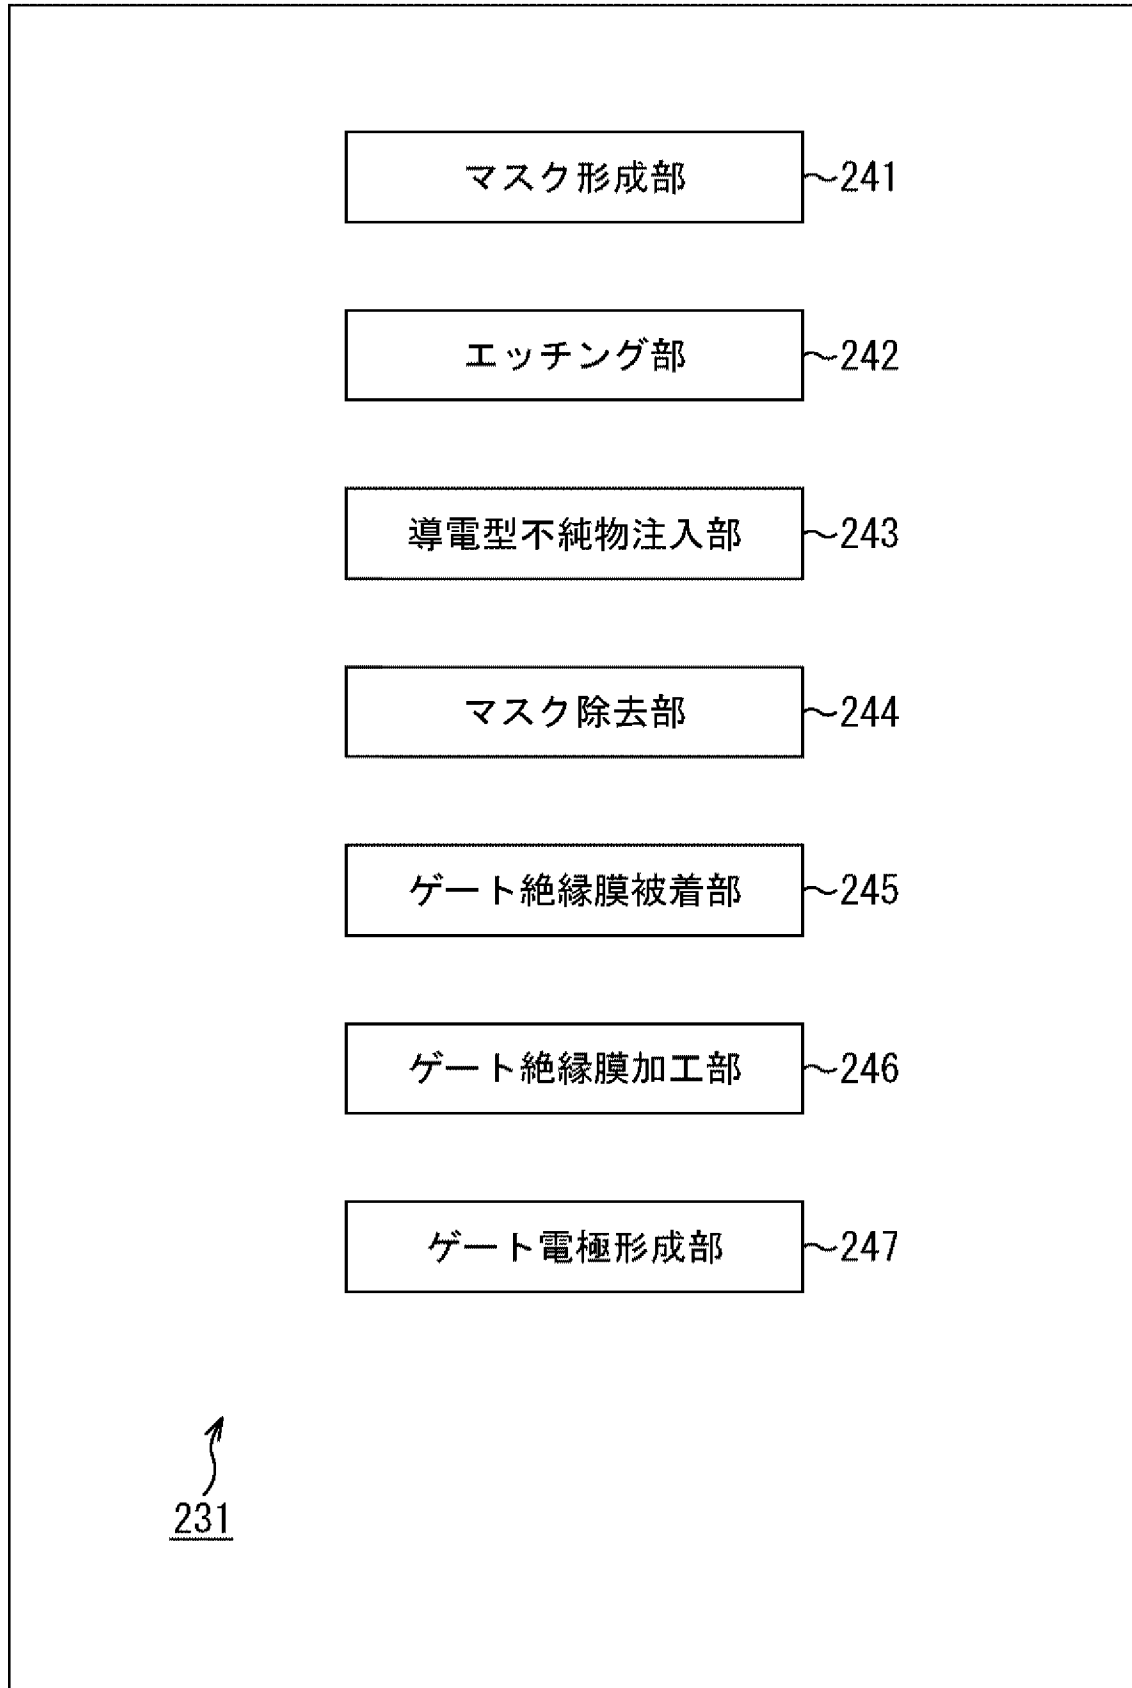 マスク形成部 241
エッチング部 242
導電型不純物注入部 243
マスク除去部 244
ゲート絶縁膜被着部 245
ゲート絶縁膜加工部 246
ゲート電極形成部 247
231